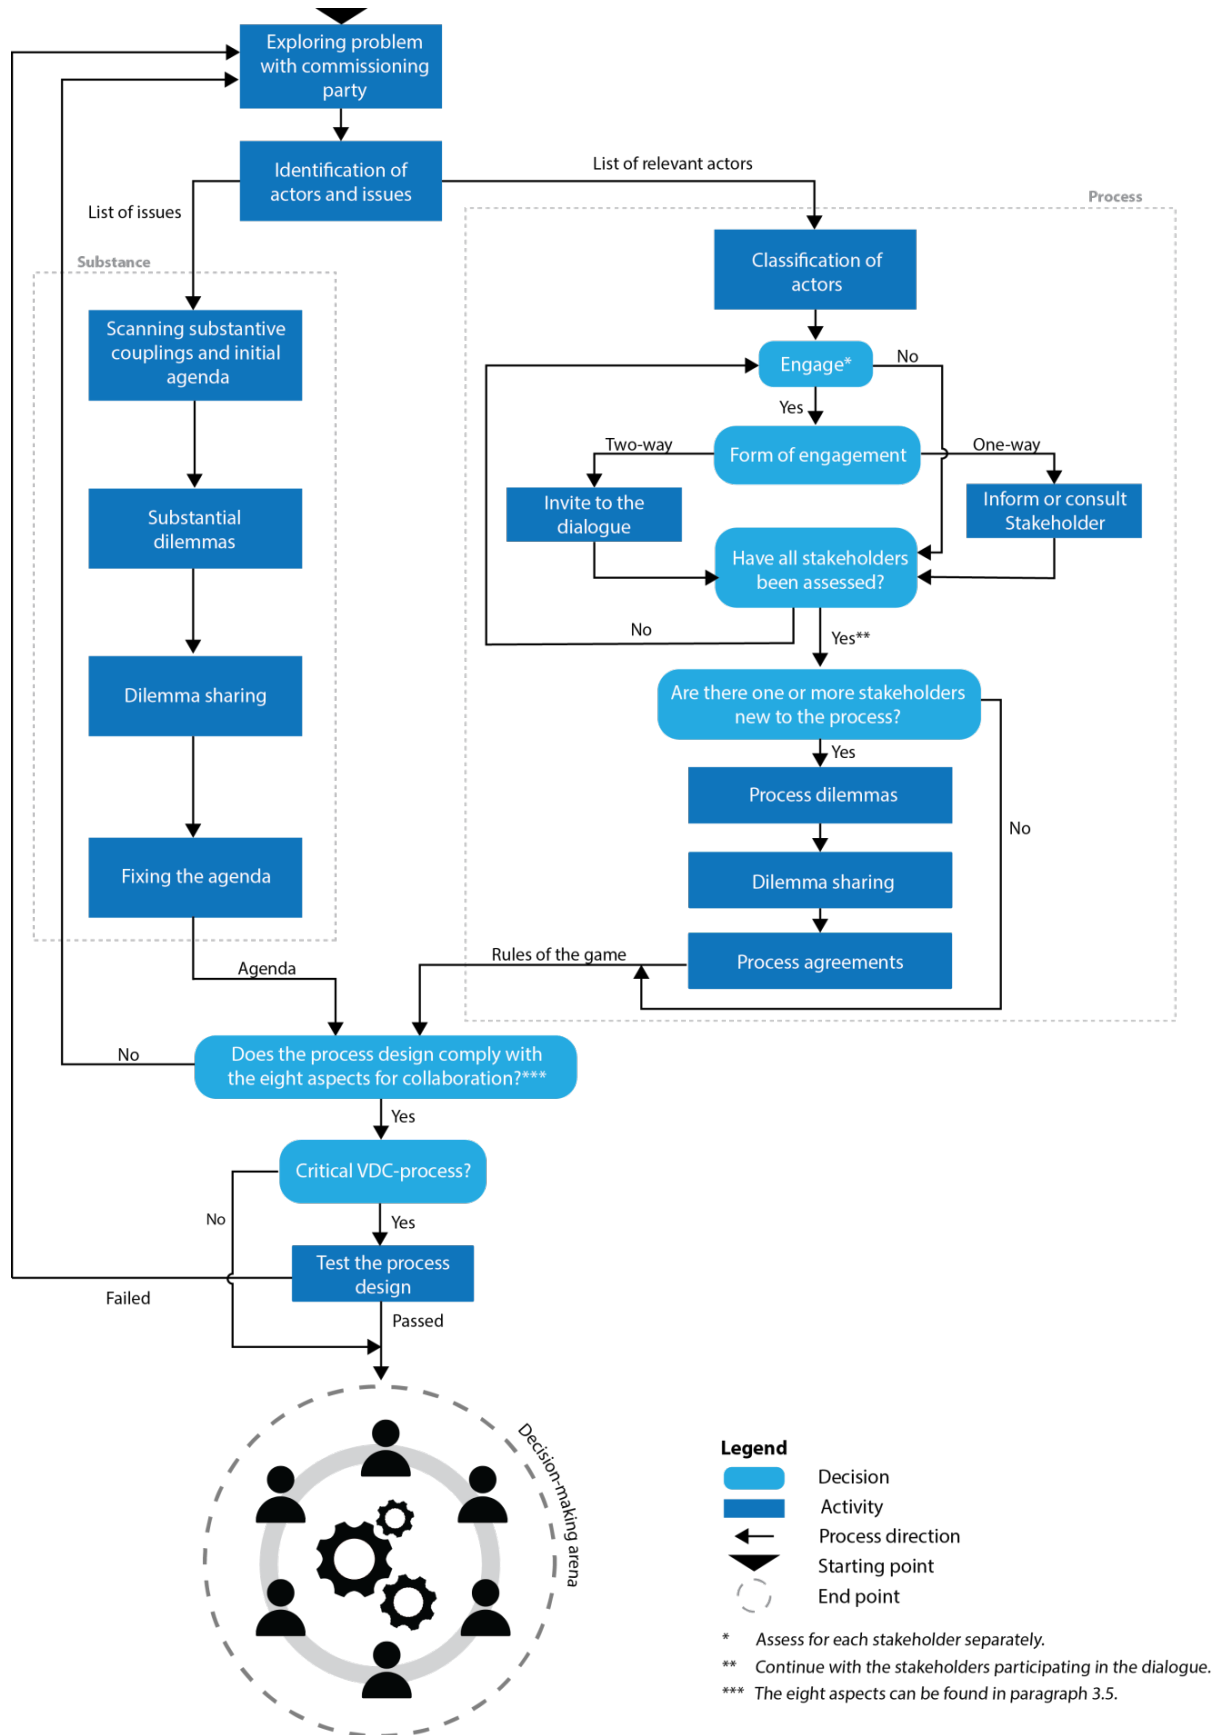 Exploring problem
with commissioning
party
Identification of
actors and issues
List of relevant actors
List of issues
Process
Substance
Classification of
actors
Scanning substantive
couplings and initial
agenda
Engage*
No
Yes
Two-way
Form of engagement
One-way
Invite to the
dialogue
Inform or consult
Stakeholder
Substantial
dilemmas
Have all stakeholders
been assessed?
No
Yes**
Dilemma sharing
Are there one or more stakeholders
new to the process?
Yes
Process dilemmas
No
Fixing the agenda
Dilemma sharing
Process agreements
Rules of the game
Agenda
No
Does the process design comply with
the eight aspects for collaboration?***
Yes
Critical VDC-process?
No
Yes
Test the process
design
Failed
Passed
Decision-making arena
Legend
Decision
Activity
Process direction
Starting point
End point
* Assess for each stakeholder separately.
** Continue with the stakeholders participating in the dialogue.
*** The eight aspects can be found in paragraph 3.5.